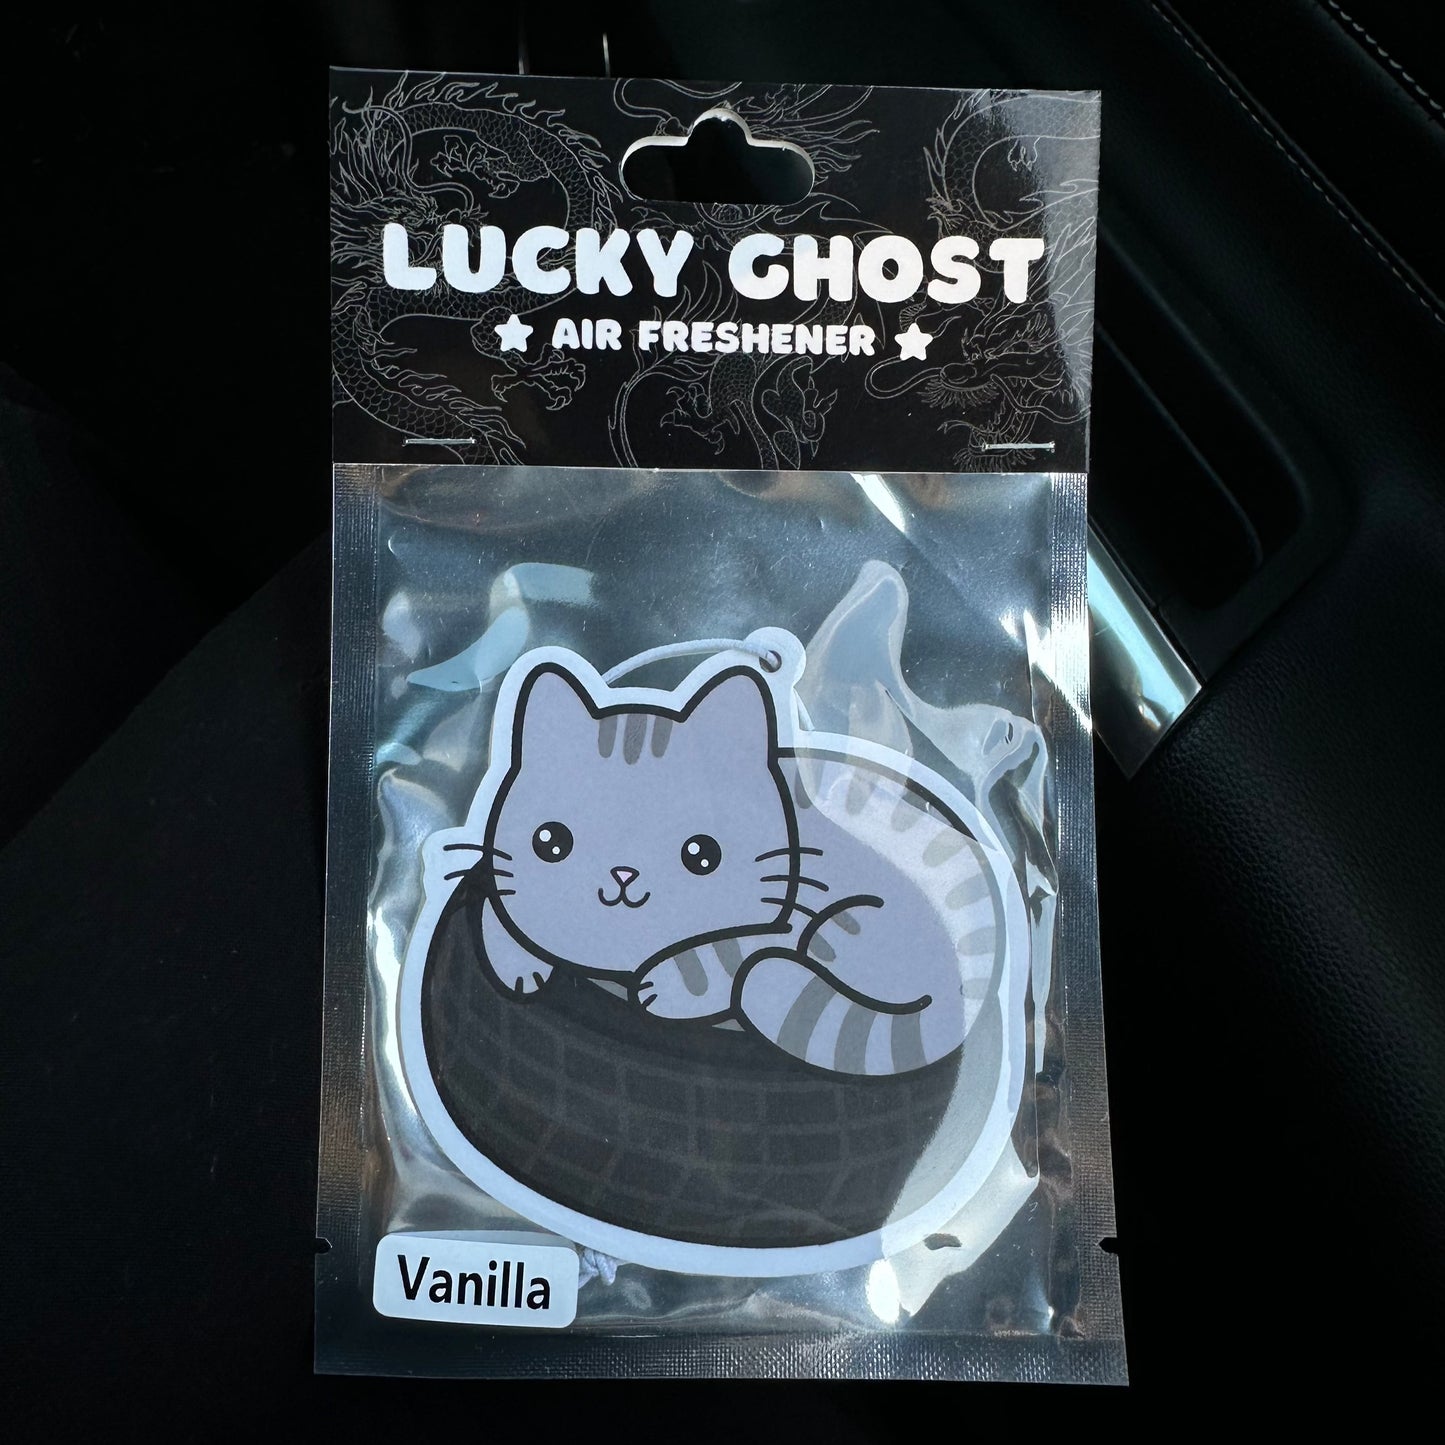 LUCKY GHOST
★ AIR FRESHENER ★
Vanilla